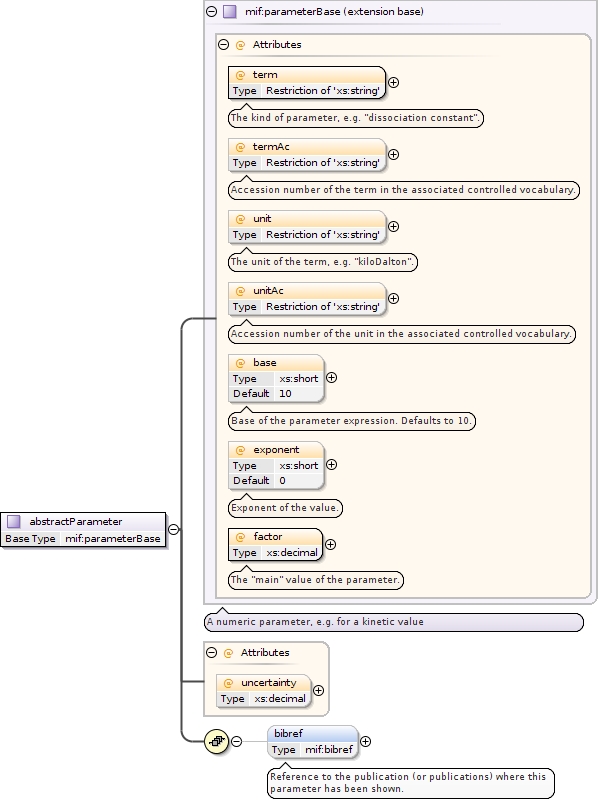 mif:parameterBase (extension base)
@ Attributes
@ term
Type Restriction of 'xs:string'
The kind of parameter, e.g. "dissociation constant".
@ termAc
Type Restriction of 'xs:string'
Accession number of the term in the associated controlled vocabulary.
@ unit
Type Restriction of 'xs:string'
The unit of the term, e.g. "kiloDalton".
@ unitAc
Type Restriction of 'xs:string'
Accession number of the unit in the associated controlled vocabulary.
@ base
Type xs:short
Default 10
Base of the parameter expression. Defaults to 10.
@ exponent
Type xs:short
Default 0
Exponent of the value.
@ factor
Type xs:decimal
The "main" value of the parameter.
abstractParameter
Base Type mif:parameterBase
A numeric parameter, e.g. for a kinetic value
@ Attributes
@ uncertainty
Type xs:decimal
bibref
Type mif:bibref
Reference to the publication (or publications) where this
parameter has been shown.